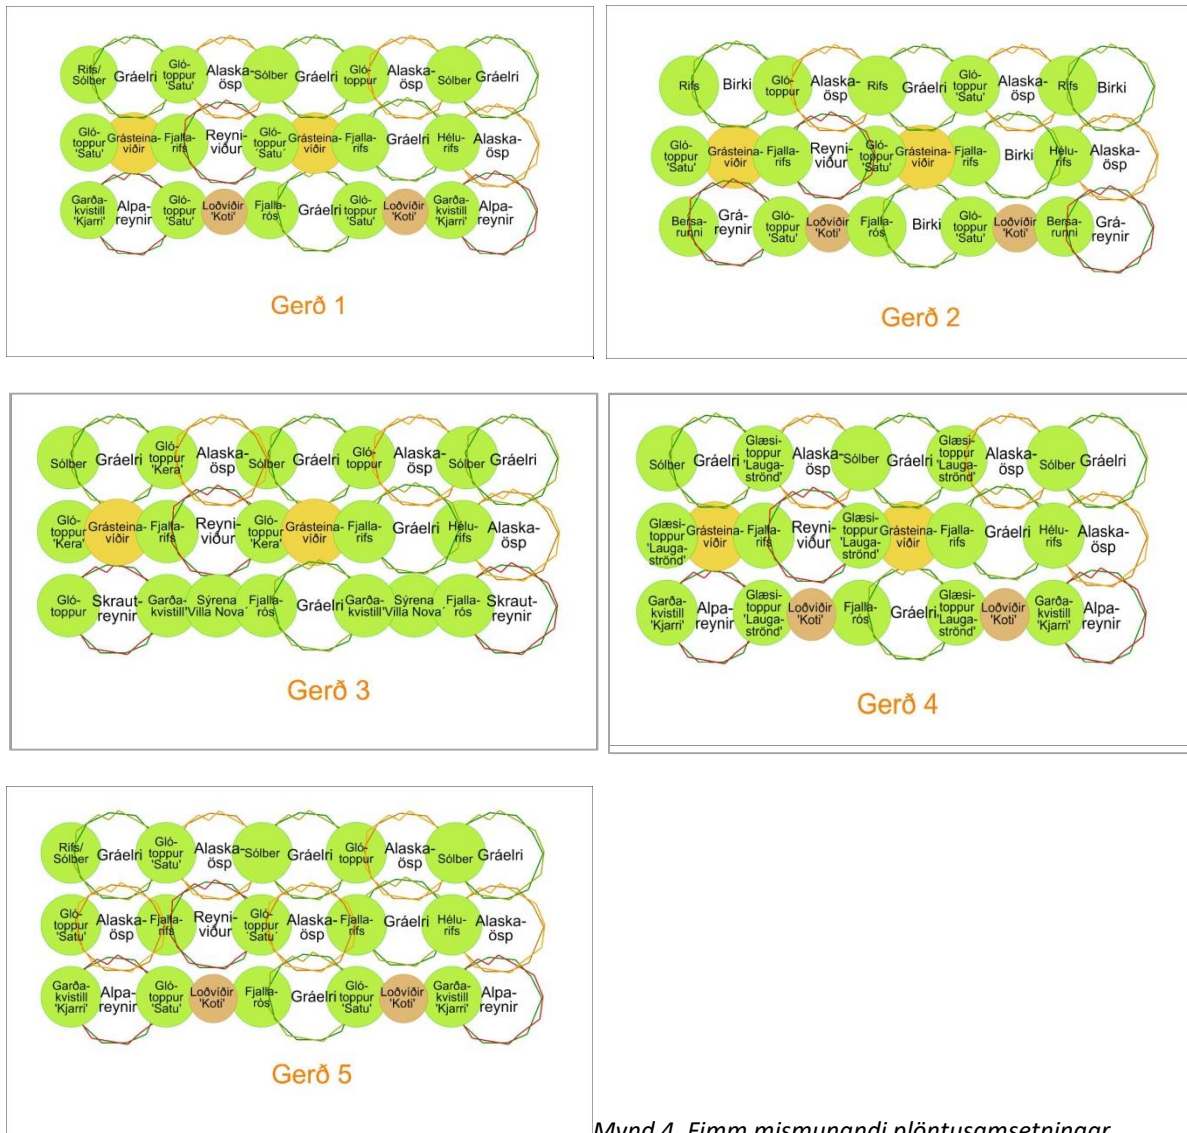 Rifs/
Sólber
Gráelri
Gló-
toppur
'Satu'
Alaska-
ösp
Sólber
Gráelri
Gló-
toppur
Alaska-
ösp
Sólber
Gráelri
Gló-
toppur
'Satu'
Grásteina-
víðir
Fjalla-
rifs
Reyni-
viður
Gló-
toppur
´Satu´
Grásteina-
víðir
Fjalla-
rifs
Gráelri
Hélu-
rifs
Alaska-
ösp
Garða-
kvistill
'Kjarri'
Alpa-
reynir
Gló-
toppur
'Satu'
Loðvíðir
'Koti'
Fjalla-
rós
Gráelri
Gló-
toppur
'Satu'
Loðvíðir
'Koti'
Garða-
kvistill
'Kjarri'
Alpa-
reynir
Gerð 1
Rifs
Birki
Gló-
toppur
Alaska-
ösp
Rifs
Gráelri
Gló-
toppur
'Satu'
Alaska-
ösp
Rifs
Birki
Gló-
toppur
'Satu'
Grásteina-
víðir
Fjalla-
rifs
Reyni-
viður
Gló-
toppur
'Satu'
Grásteina-
víðir
Fjalla-
rifs
Birki
Hélu-
rifs
Alaska-
ösp
Bersa-
runni
Grá-
reynir
Gló-
toppur
'Satu'
Loðvíðir
'Koti'
Fjalla-
rós
Birki
Gló-
toppur
'Satu'
Loðvíðir
'Koti'
Bersa-
runni
Grá-
reynir
Gerð 2
Sólber
Gráelri
Gló-
toppur
'Kera'
Alaska-
ösp
Sólber
Gráelri
Gló-
toppur
Alaska-
ösp
Sólber
Gráelri
Gló-
toppur
'Kera'
Grásteina-
víðir
Fjalla-
rifs
Reyni-
viður
Gló-
toppur
'Kera'
Grásteina-
víðir
Fjalla-
rifs
Gráelri
Hélu-
rifs
Alaska-
ösp
Gló-
toppur
Skraut-
reynir
Garða-
kvistill
Sýrena
'Villa Nova´
Fjalla-
rós
Gráelri
Garða-
kvistill
Sýrena
'Villa Nova´
Fjalla-
rós
Skraut-
reynir
Gerð 3
Sólber
Gráelri
Glæsi-
toppur
'Lauga-
strönd'
Alaska-
ösp
Sólber
Gráelri
Glæsi-
toppur
'Lauga-
strönd'
Alaska-
ösp
Sólber
Gráelri
Glæsi-
toppur
'Lauga-
strönd'
Grásteina-
víðir
Fjalla-
rifs
Reyni-
viður
Glæsi-
toppur
'Lauga-
strönd'
Grásteina-
víðir
Fjalla-
rifs
Gráelri
Hélu-
rifs
Alaska-
ösp
Garða-
kvistill
'Kjarri'
Alpa-
reynir
Glæsi-
toppur
'Lauga-
strönd'
Loðvíðir
'Koti'
Fjalla-
rós
Gráelri
Glæsi-
toppur
'Lauga-
strönd'
Loðvíðir
'Koti'
Garða-
kvistill
'Kjarri'
Alpa-
reynir
Gerð 4
Rifs/
Sólber
Gráelri
Gló-
toppur
'Satu'
Alaska-
ösp
Sólber
Gráelri
Gló-
toppur
Alaska-
ösp
Sólber
Gráelri
Gló-
toppur
'Satu'
Alaska-
ösp
Fjalla-
rifs
Reyni-
viður
Gló-
toppur
´Satu´
Alaska-
ösp
Fjalla-
rifs
Gráelri
Hélu-
rifs
Alaska-
ösp
Garða-
kvistill
'Kjarri'
Alpa-
reynir
Gló-
toppur
'Satu'
Loðvíðir
'Koti'
Fjalla-
rós
Gráelri
Gló-
toppur
'Satu'
Loðvíðir
'Koti'
Garða-
kvistill
'Kjarri'
Alpa-
reynir
Gerð 5
Mynd 4. Fimm mismunandi plöntusamsetningar